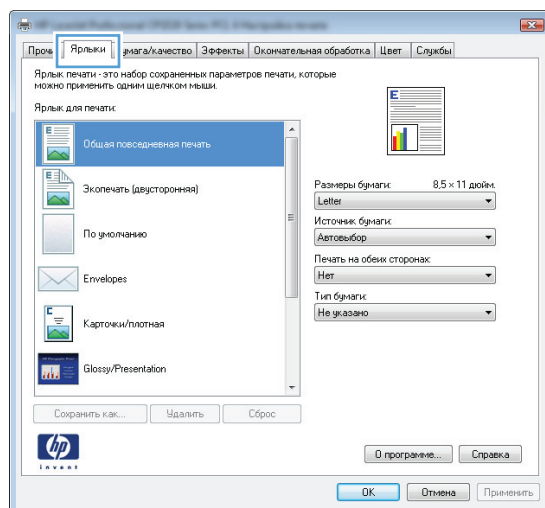 Прочи Ярлыки умага/качество Эффекты Окончательная обработка Цвет Службы
Ярлык печати - это набор сохраненных параметров печати, которые
можно применить одним щелчком мыши.
Ярлык для печати:
Общая повседневная печать
Экопечать (двусторонняя)
По умолчанию
Envelopes
Карточки/плотная
Glossy/Presentation
Сохранить как... Удалить Сброс
Размеры бумаги: 8,5 × 11 дюйм.
Letter
Источник бумаги:
Автовыбор
Печать на обеих сторонах:
Нет
Тип бумаги:
Не указано
hp
invent
О программе... Справка
OK Отмена Применить